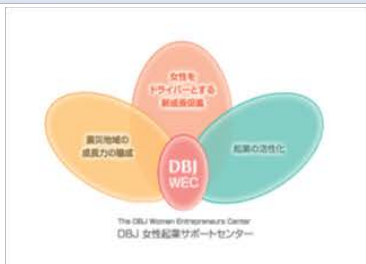 女性を
ドライバーとする
新成長促進
震災地域の
成長力の醸成
起業の活性化
DBJ
WEC
The DBJ Women Entrepreneurs Center
DBJ 女性起業サポートセンター